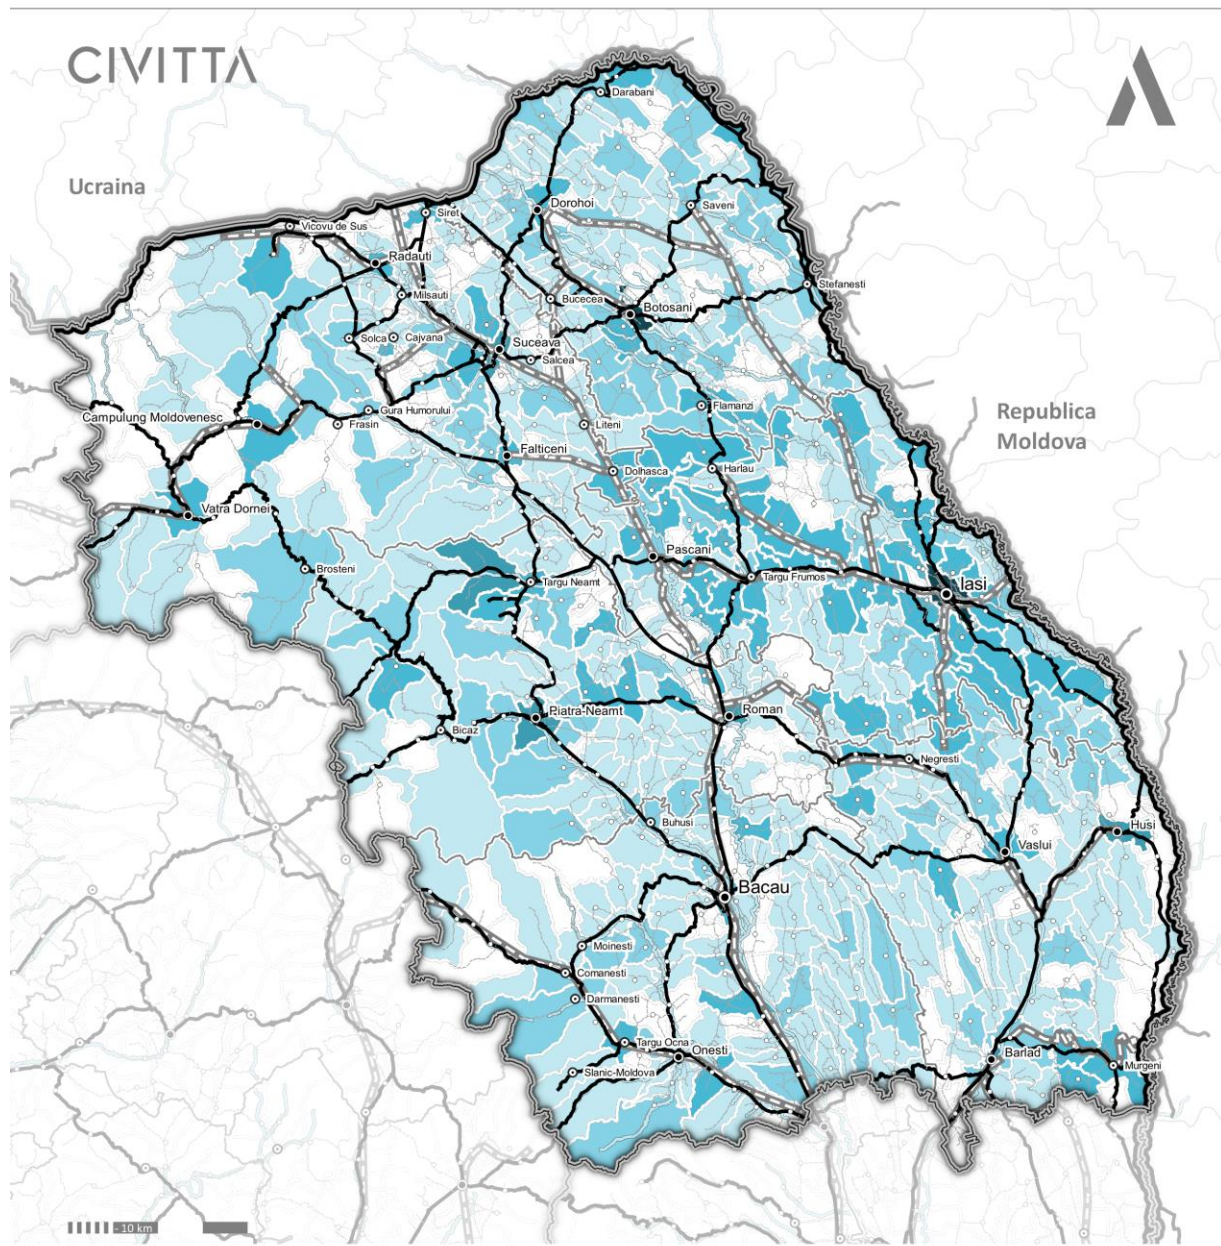 CIVITTA
Darabani
Ucraina
Saveni
Dorohoi
Siret
Vicovu de Sus
Radauti
Stefanesti
Milsauti
Bucecea
Botosani
Solca
Cajvana
Suceava
Salcea
Flamanzi
Republica
Moldova
Gura Humorului
Campulung Moldovenesc
Frasin
Liteni
Falticeni
Dolhasca
Harlau
Vatra Dornei
Pascani
Brosteni
Targu Neamt
Targu Frumos
Iasi
Piatra-Neamt
Roman
Bicaz
Negresti
Buhusi
Husi
Vaslui
Bacau
Moinesti
Comanesti
Darmanesti
Targu Ocna
Onesti
Barlad
Murgeni
Slanic-Moldova
- 10 km